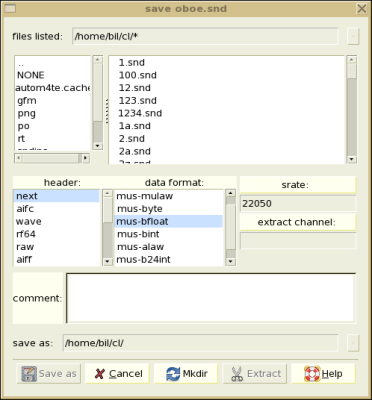 save oboe.snd
files listed: /home/bil/cl/*
..
NONE
autom4te.cache
gfm
png
po
rt
1.snd
100.snd
12.snd
123.snd
1234.snd
1a.snd
2.snd
2a.snd
2z.snd
header:
next
aifc
wave
rf64
raw
aiff
data format:
mus-mulaw
mus-byte
mus-bfloat
mus-bint
mus-alaw
mus-b24int
srate:
22050
extract channel:
comment:
save as: /home/bil/cl/
Save as Cancel Mkdir Extract Help